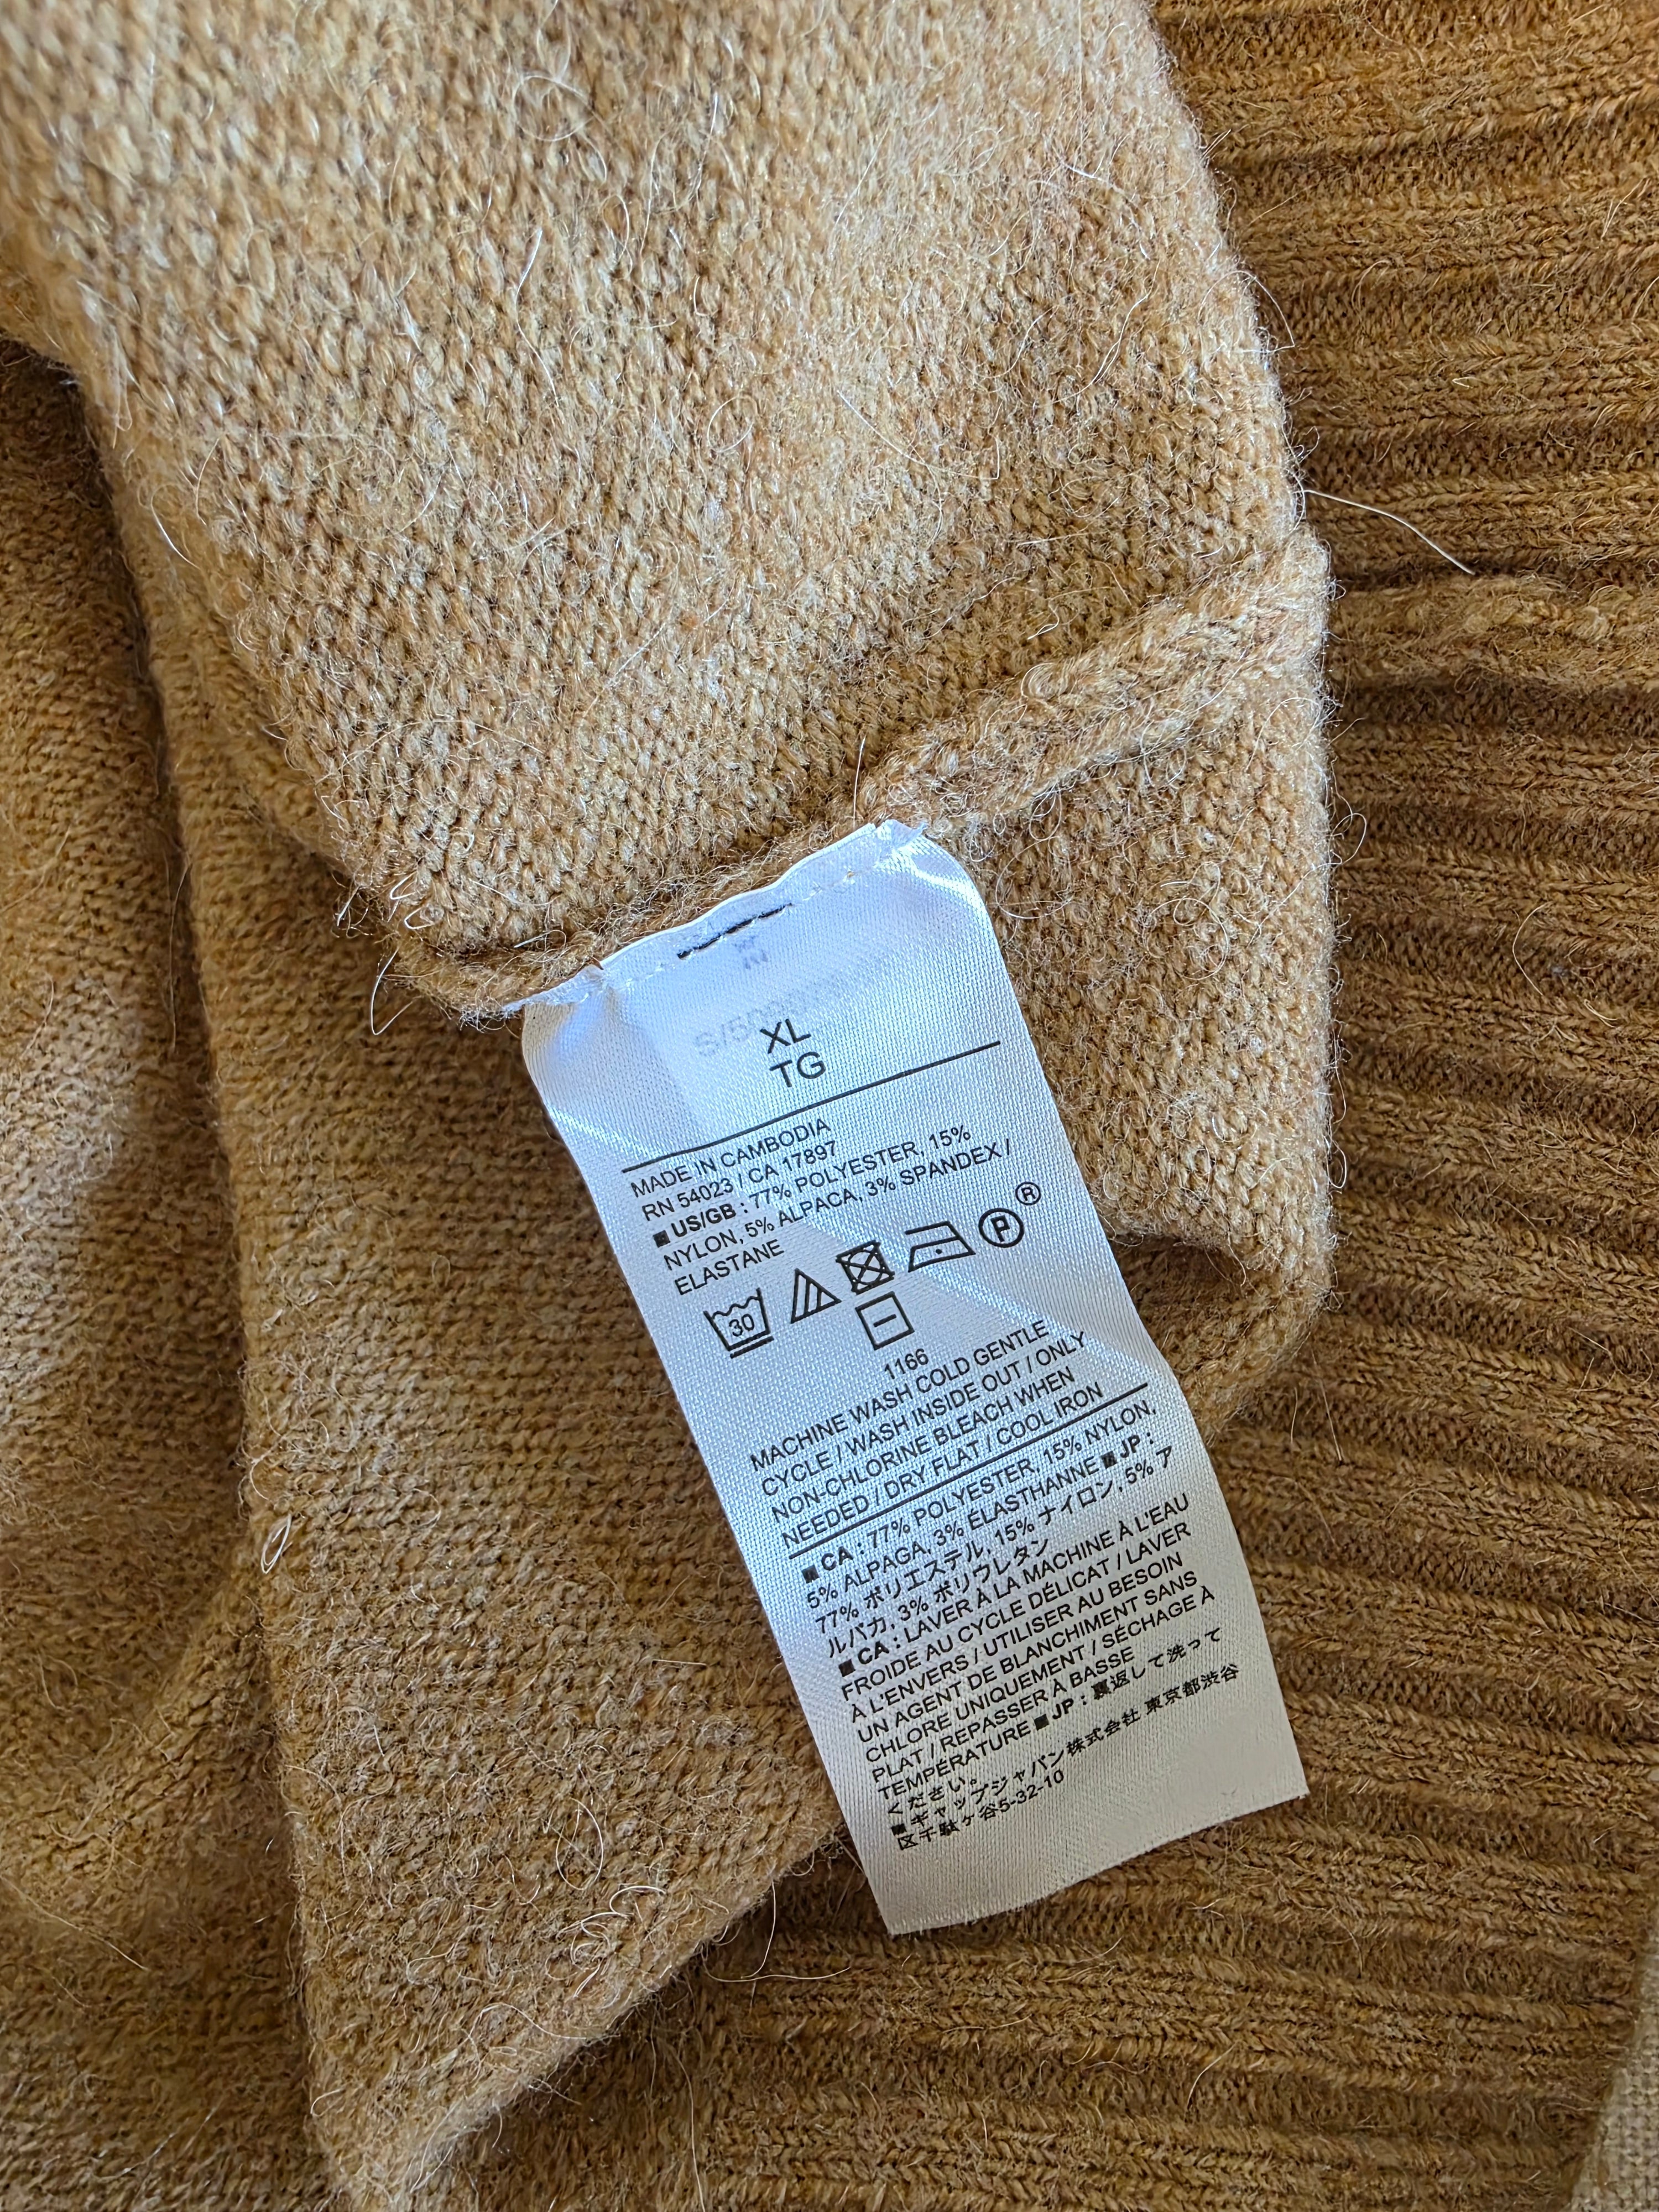 XL
TG
MADE IN CAMBODIA
RN 54023 / CA 17897
■ US/GB : 77% POLYESTER, 15%
NYLON, 5% ALPACA, 3% SPANDEX /
ELASTANE
30
P
®
1166
MACHINE WASH COLD GENTLE
CYCLE / WASH INSIDE OUT / ONLY
NON-CHLORINE BLEACH WHEN
NEEDED / DRY FLAT / COOL IRON
■ CA : 77% POLYESTER, 15% NYLON,
5% ALPAGA, 3% ÉLASTHANNE ■ JP :
77% ポリエステル, 15% ナイロン, 5% ア
ルパカ, 3% ポリウレタン
■ CA : LAVER À LA MACHINE À L'EAU
FROIDE AU CYCLE DÉLICAT / LAVER
À L'ENVERS / UTILISER AU BESOIN
UN AGENT DE BLANCHIMENT SANS
CHLORE UNIQUEMENT / SÉCHAGE À
PLAT / REPASSER À BASSE
TEMPÉRATURE ■ JP : 裏返して洗って
ください。
■ ギャップジャパン株式会社 東京都渋谷
区千駄ヶ谷5-32-10